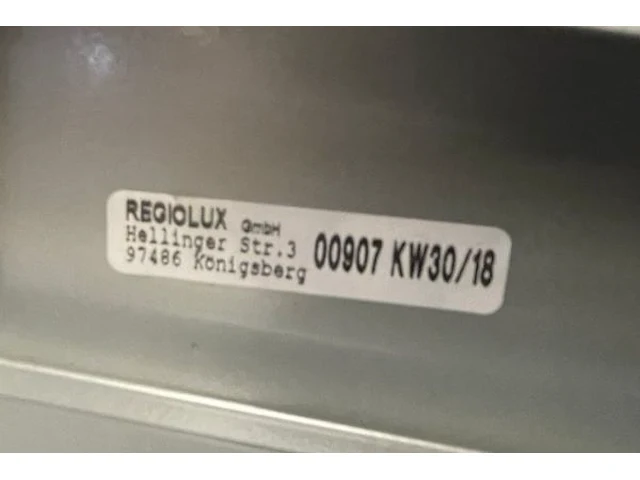 REGIOLUX GmbH
Hellinger Str.3
97486 Königsberg
00907 KW30/18